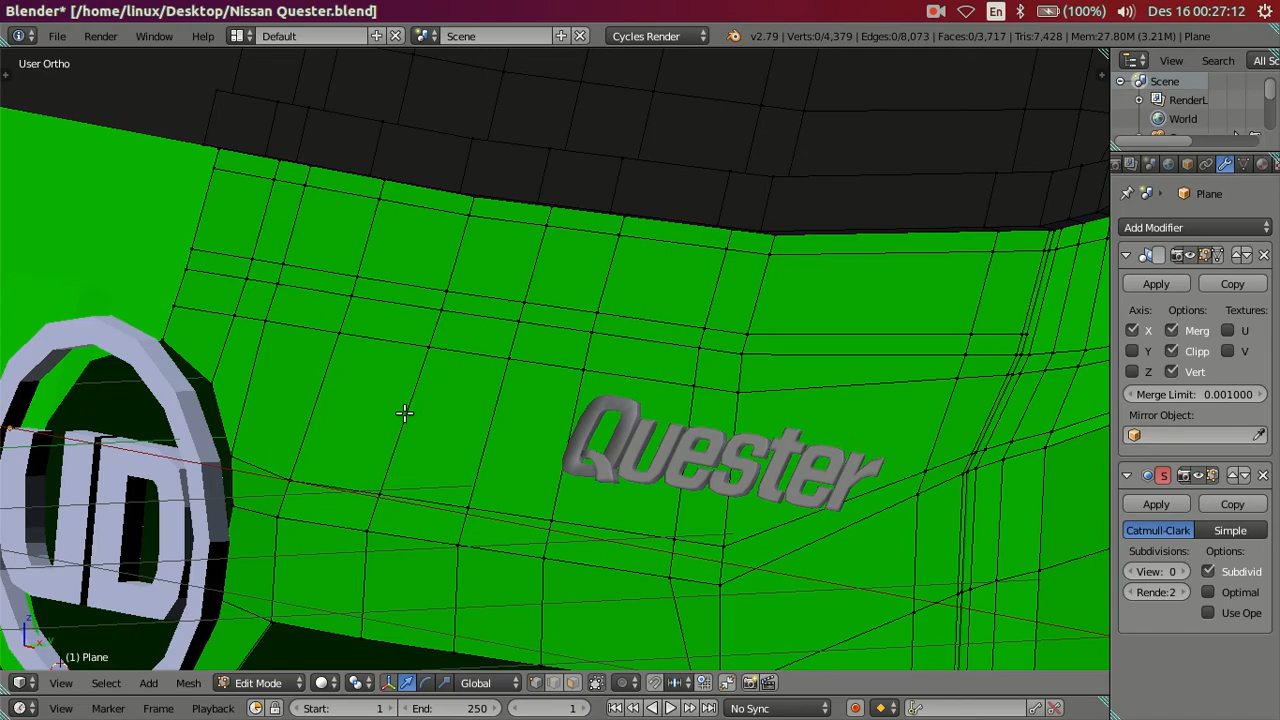 Blender* [/home/linux/Desktop/Nissan Quester.blend]
En
(100%)
Des 16 00:27:12
File
Render
Window
Help
Default
Scene
Cycles Render
v2.79 | Verts:0/4,379 | Edges:0/8,073 | Faces:0/3,717 | Tris:7,428 | Mem:27.80M (3.21M) | Plane
User Ortho
View
Search
All Sc
Scene
RenderL
World
Plane
Add Modifier
Apply
Copy
Axis:
Options:
Textures:
X
Merg
U
Y
Clipp
V
Z
Vert
Merge Limit: 0.001000
Mirror Object:
S
Apply
Copy
Catmull-Clark
Simple
Subdivisions:
Options:
View: 0
Subdivid
Rende:2
Optimal
Use Ope
Quester
UD
z
y
x
(1) Plane
View
Select
Add
Mesh
Edit Mode
Global
View
Marker
Frame
Playback
Start:
1
End:
250
1
No Sync